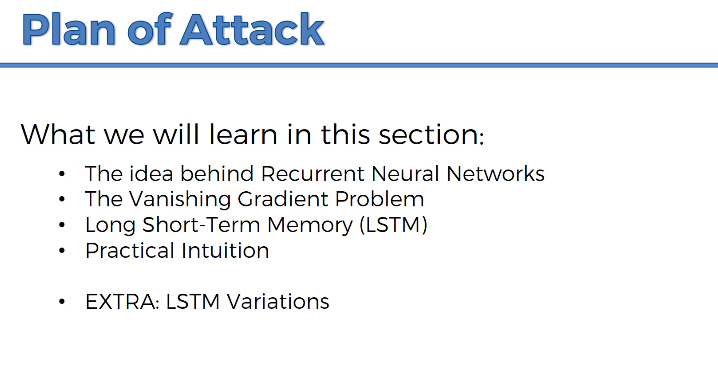 Plan of Attack
What we will learn in this section:
• The idea behind Recurrent Neural Networks
• The Vanishing Gradient Problem
• Long Short-Term Memory (LSTM)
• Practical Intuition
• EXTRA: LSTM Variations